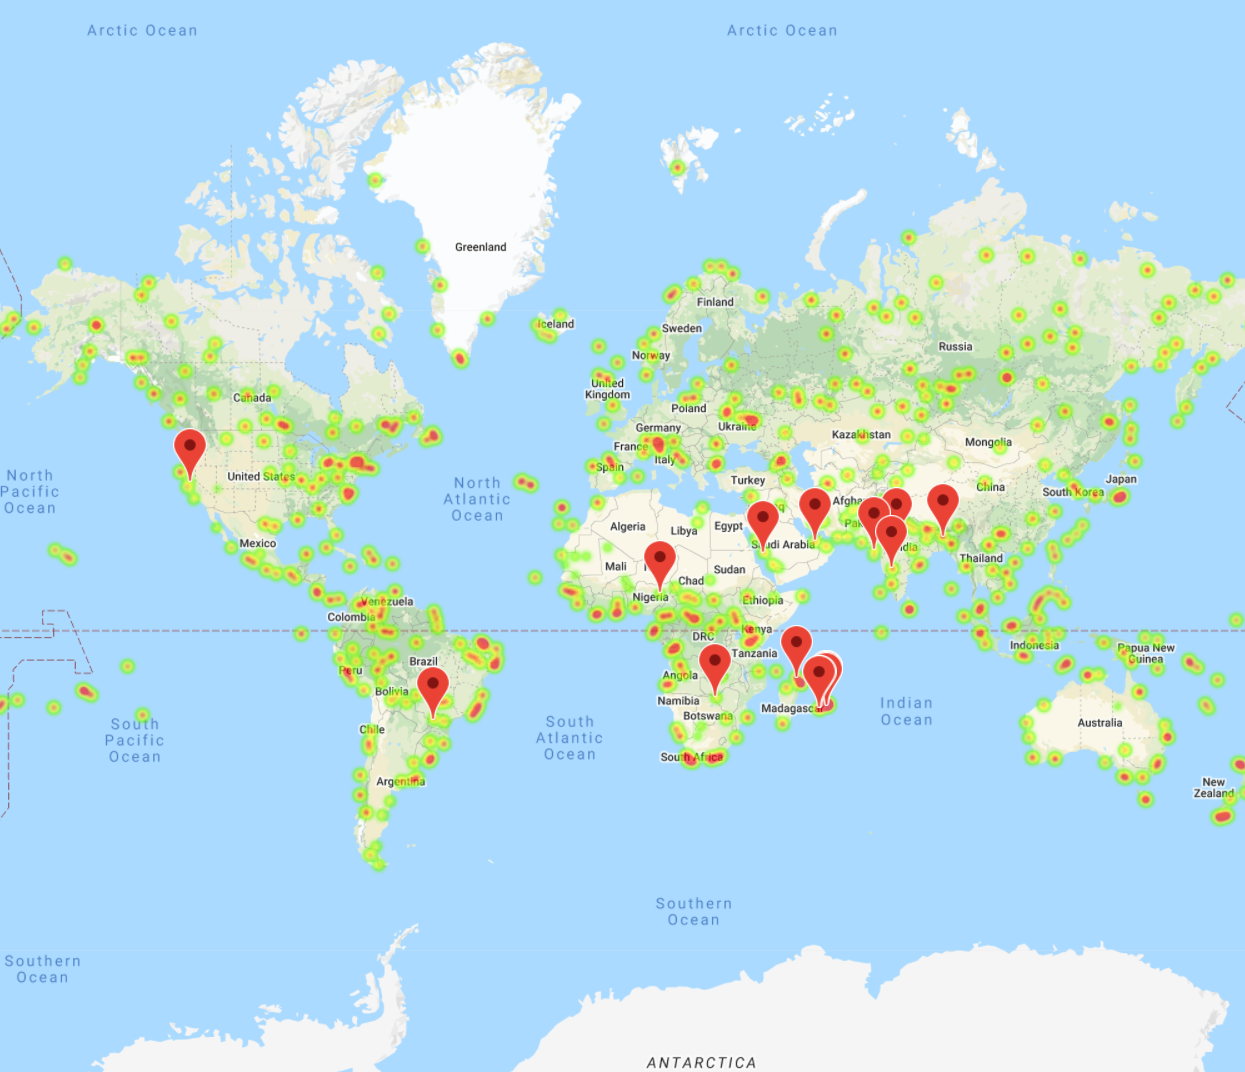 Arctic Ocean
Arctic Ocean
Greenland
Iceland
Finland
Sweden
Norway
Russia
United
Kingdom
Canada
Poland
Germany
Ukraine
France
Italy
Spain
Kazakhstan
Mongolia
North
Pacific
Ocean
United States
North
Atlantic
Ocean
Turkey
China
Japan
South Korea
Algeria
Libya
Egypt
Saudi Arabia
Mexico
Mali
Chad
Sudan
Thailand
Nigeria
Ethiopia
Venezuela
Colombia
DRC
Kenya
Tanzania
Indonesia
Papua New
Guinea
Brazil
Peru
Bolivia
Angola
Namibia
Botswana
Madagascar
Indian
Ocean
South
Pacific
Ocean
Chile
South
Atlantic
Ocean
Australia
South Africa
Argentina
New
Zealand
Southern
Ocean
Southern
Ocean
ANTARCTICA